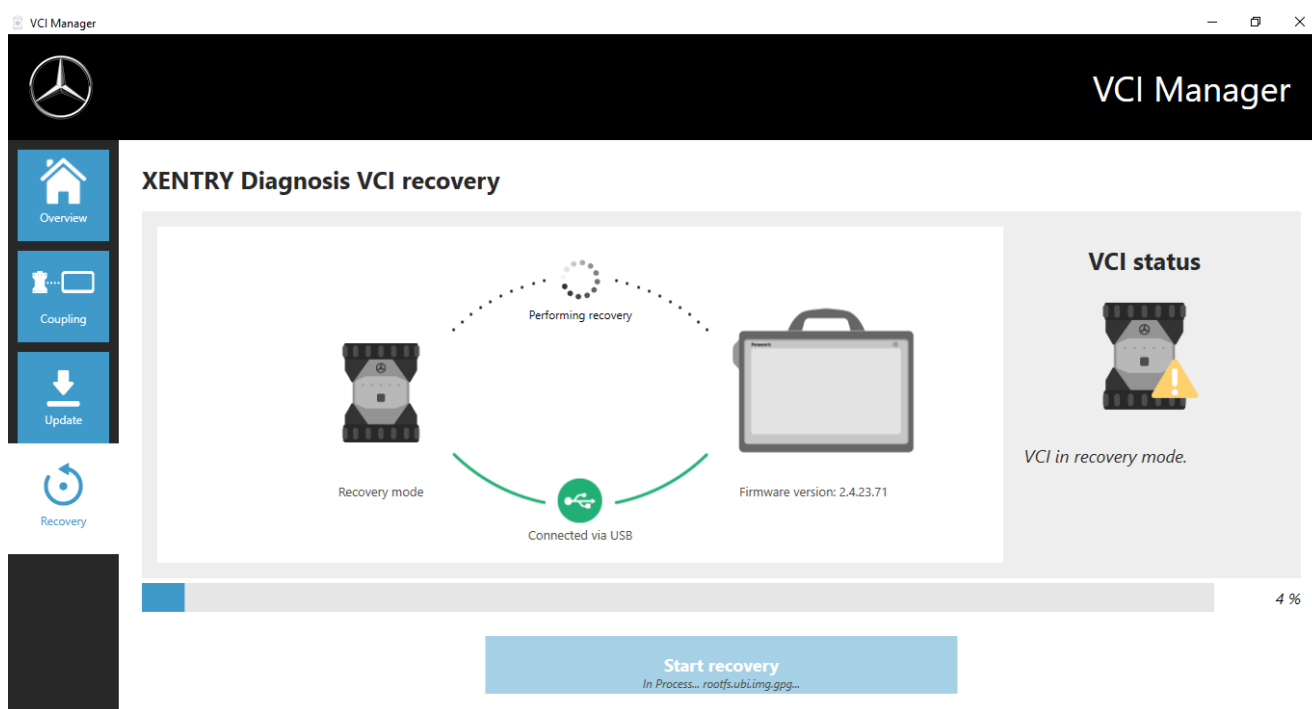 VCI Manager
VCI Manager
Overview
Coupling
Update
Recovery
XENTRY Diagnosis VCI recovery
Performing recovery
Recovery mode
Connected via USB
Panasonic
Firmware version: 2.4.23.71
VCI status
VCI in recovery mode.
4 %
Start recovery
In Process... rootfs.ubi.img.gpg...